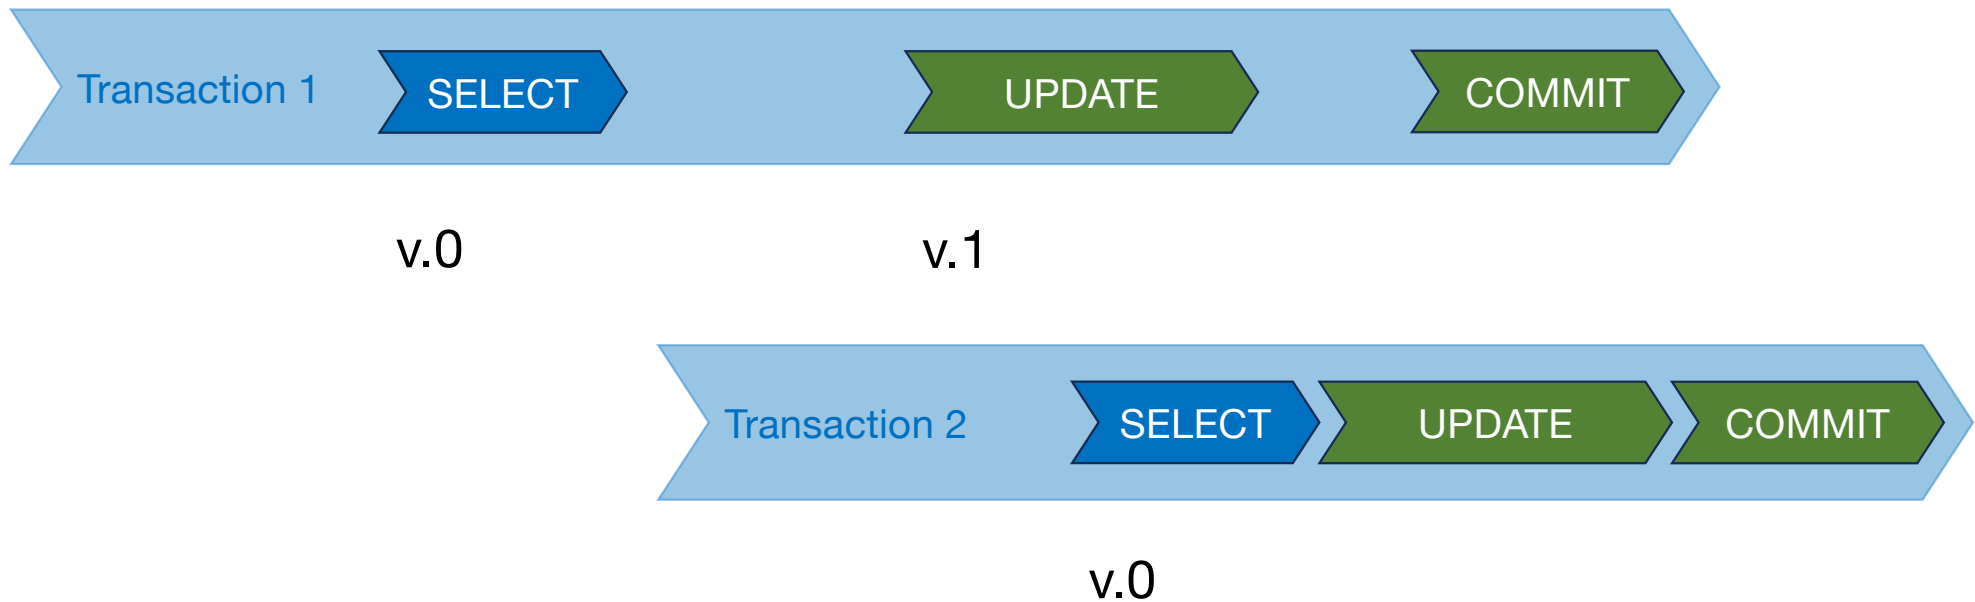 Transaction 1 SELECT UPDATE COMMIT
v.0 v.1
Transaction 2 SELECT UPDATE COMMIT
v.0